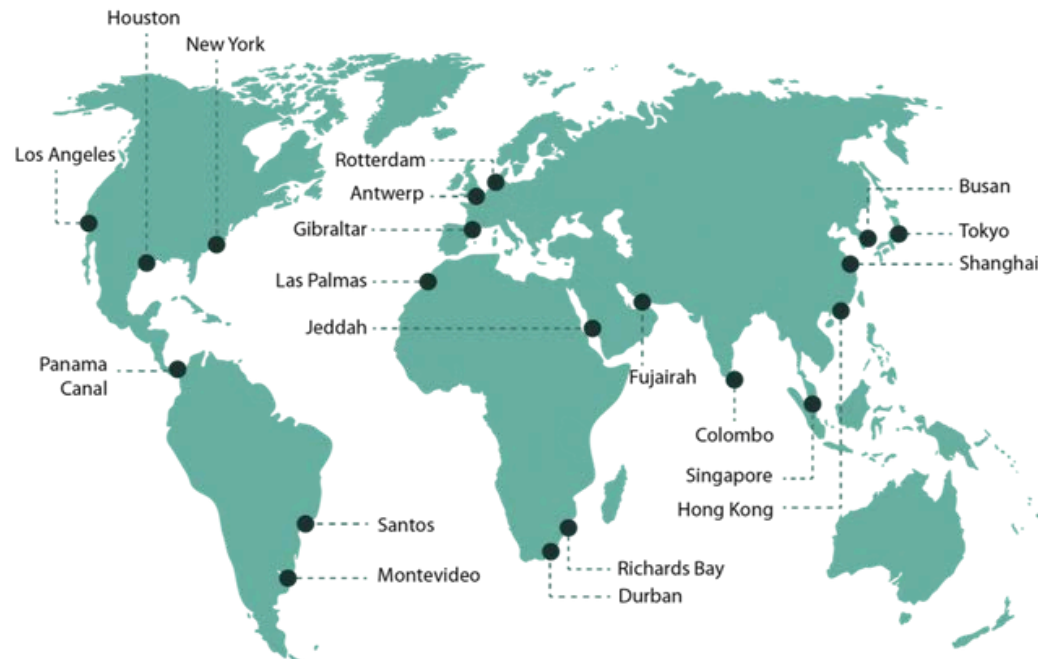 Houston
New York
Los Angeles
Rotterdam
Antwerp
Busan
Gibraltar
Tokyo
Shanghai
Las Palmas
Jeddah
Panama
Canal
Fujairah
Colombo
Singapore
Hong Kong
Santos
Montevideo
Richards Bay
Durban